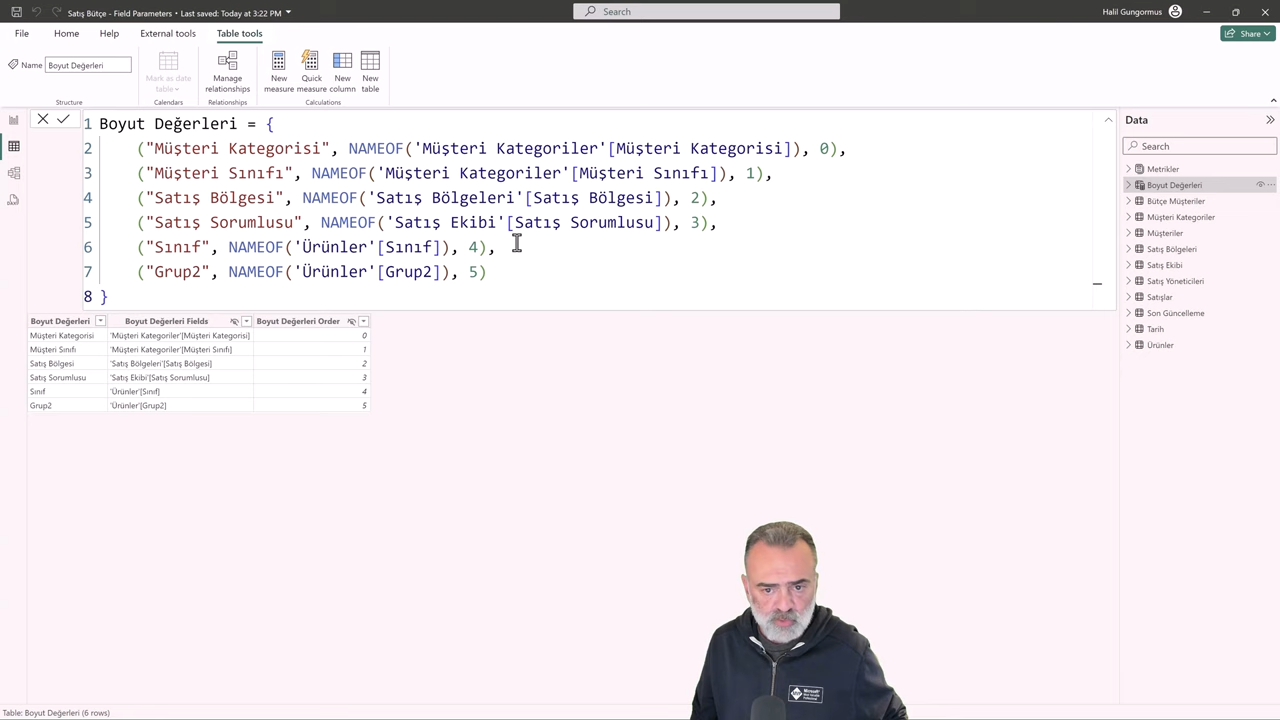 Satış Bütçe - Field Parameters • Last saved: Today at 3:22 PM
Search
Halil Gungormus
File Home Help External tools Table tools
Share
Name Boyut Değerleri
Mark as date table
Manage relationships
New measure
Quick measure
New column
New table
Structure Calendars Relationships Calculations
1 Boyut Değerleri = {
2 ("Müşteri Kategorisi", NAMEOF('Müşteri Kategoriler'[Müşteri Kategorisi]), 0),
3 ("Müşteri Sınıfı", NAMEOF('Müşteri Kategoriler'[Müşteri Sınıfı]), 1),
4 ("Satış Bölgesi", NAMEOF('Satış Bölgeleri'[Satış Bölgesi]), 2),
5 ("Satış Sorumlusu", NAMEOF('Satış Ekibi'[Satış Sorumlusu]), 3),
6 ("Sınıf", NAMEOF('Ürünler'[Sınıf]), 4),
7 ("Grup2", NAMEOF('Ürünler'[Grup2]), 5)
8 }
Boyut Değerleri Boyut Değerleri Fields Boyut Değerleri Order
Müşteri Kategorisi 'Müşteri Kategoriler'[Müşteri Kategorisi] 0
Müşteri Sınıfı 'Müşteri Kategoriler'[Müşteri Sınıfı] 1
Satış Bölgesi 'Satış Bölgeleri'[Satış Bölgesi] 2
Satış Sorumlusu 'Satış Ekibi'[Satış Sorumlusu] 3
Sınıf 'Ürünler'[Sınıf] 4
Grup2 'Ürünler'[Grup2] 5
Data
Search
Metrikler
Boyut Değerleri
Bütçe Müşteriler
Müşteri Kategoriler
Müşteriler
Satış Bölgeleri
Satış Ekibi
Satış Yöneticileri
Satışlar
Son Güncelleme
Tarih
Ürünler
Table: Boyut Değerleri (6 rows)